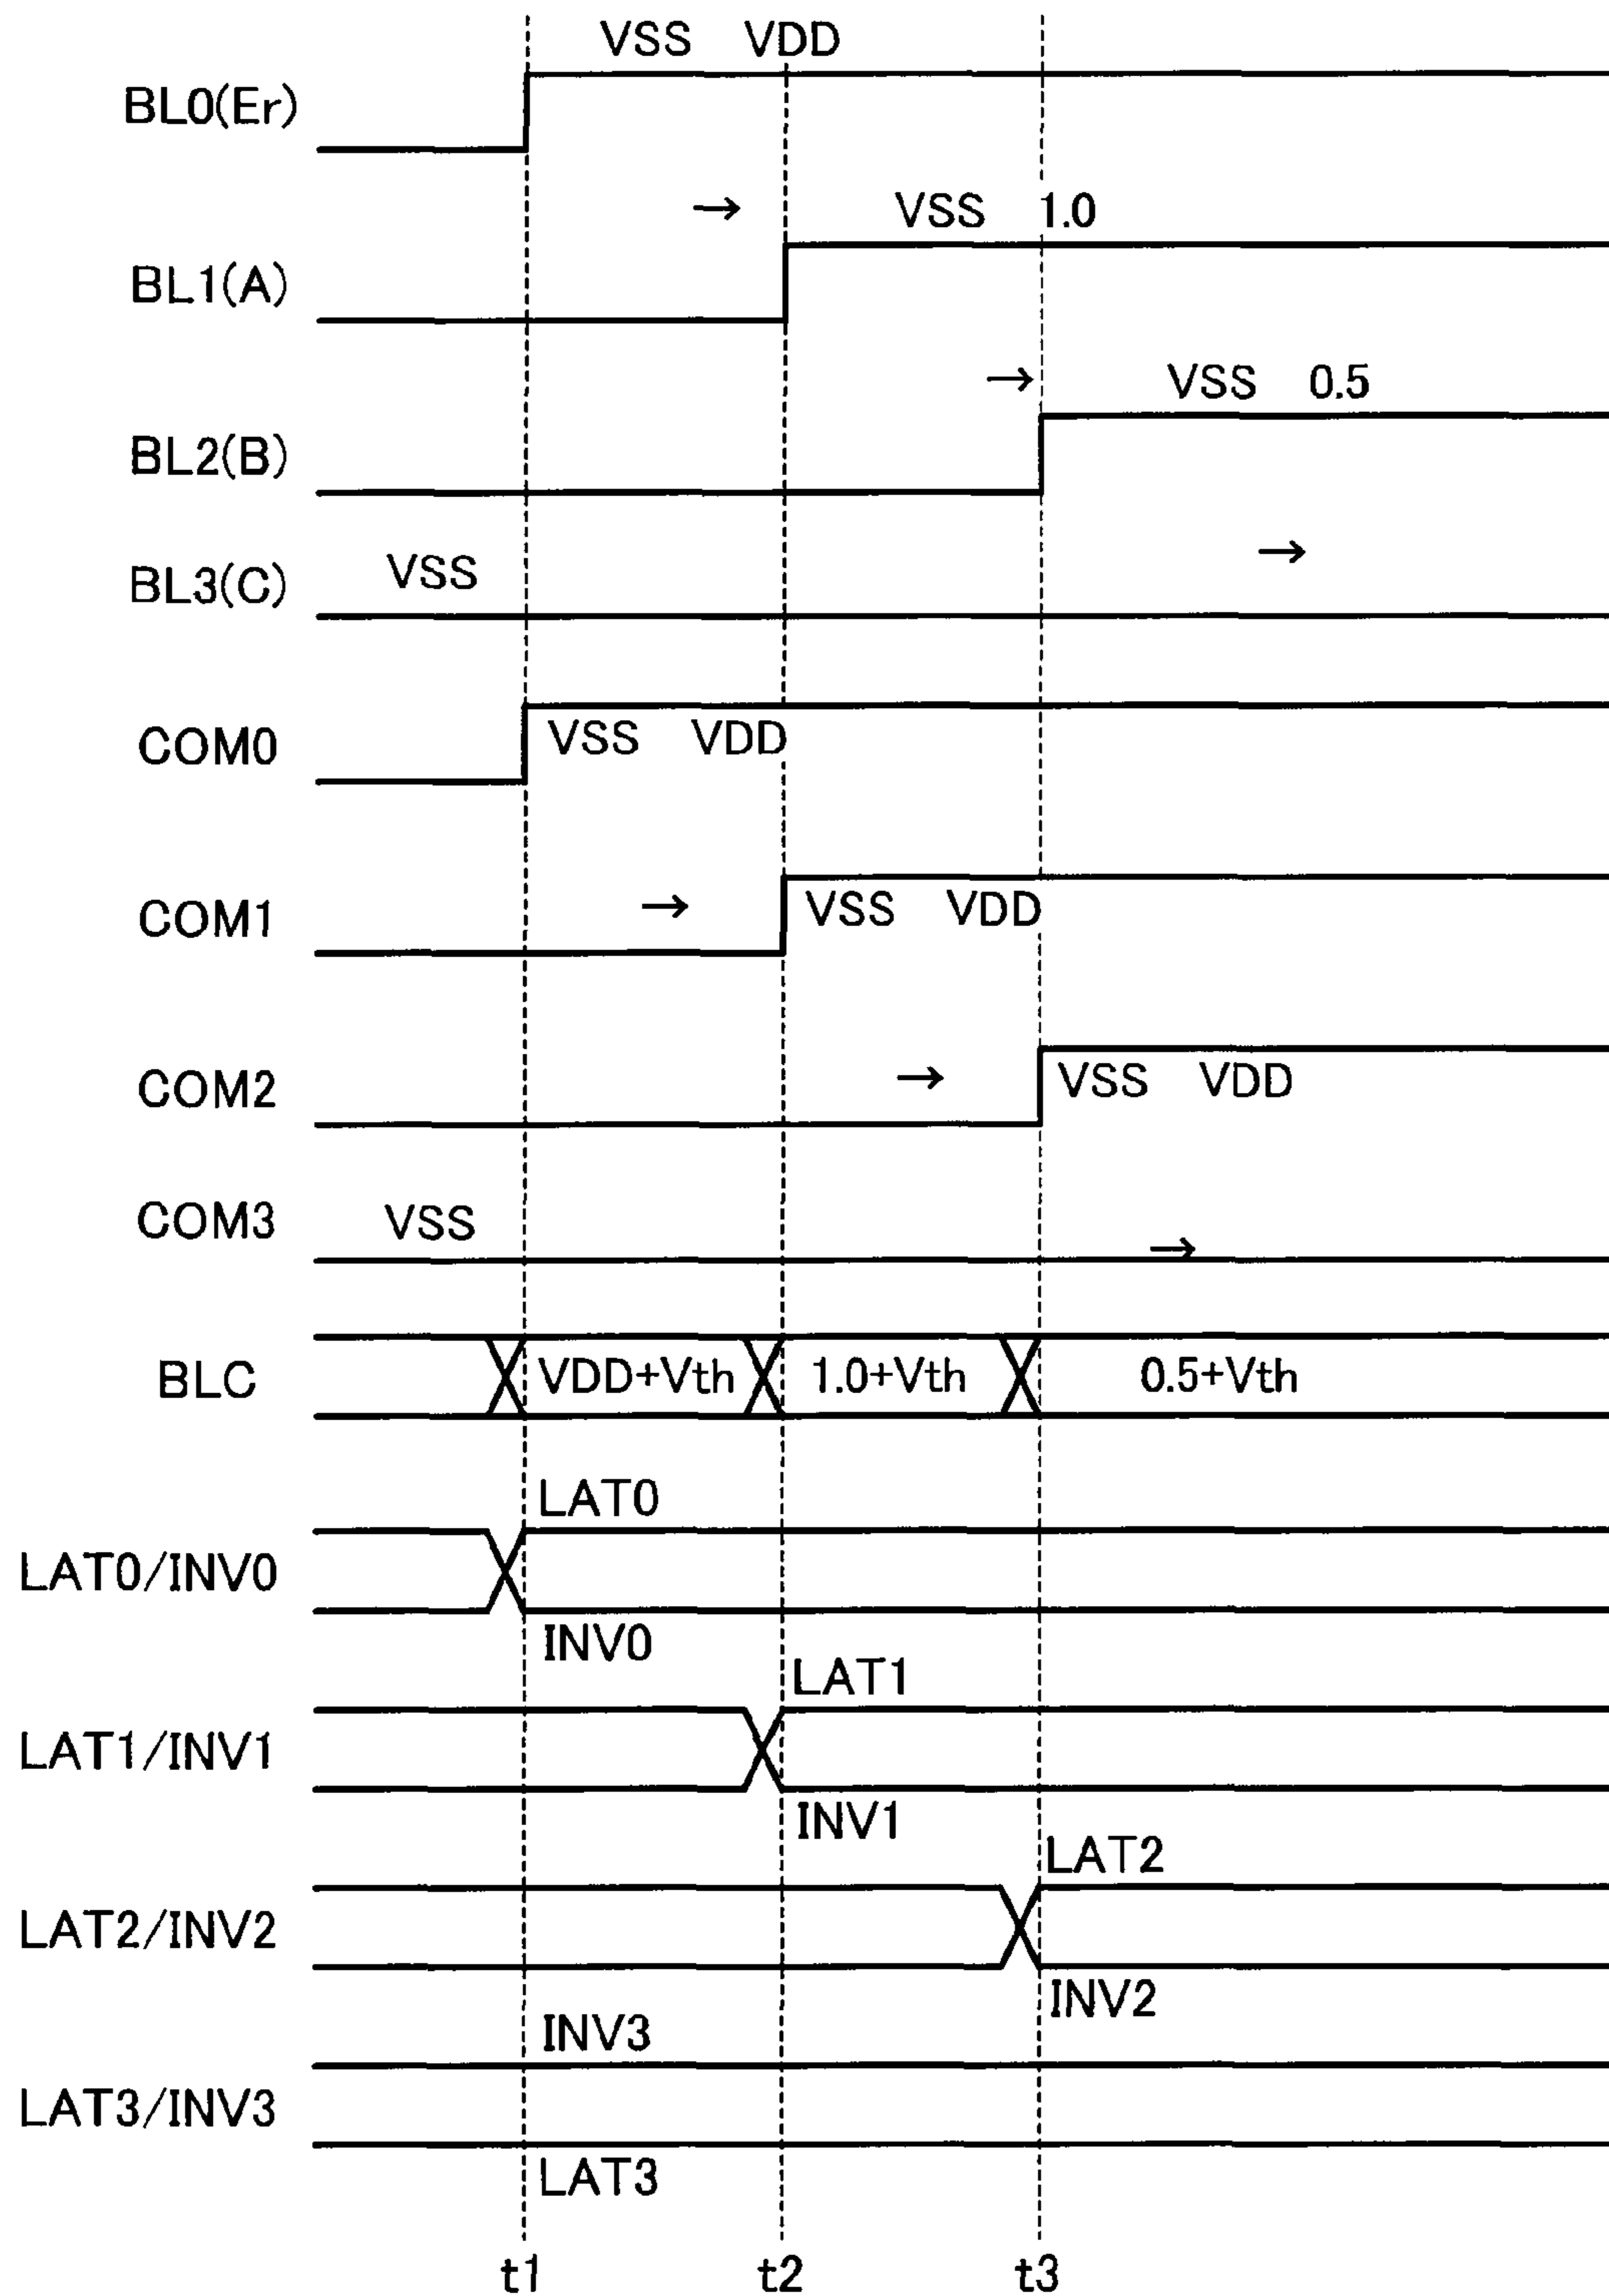 VSS VDD
BL0(Er)
→ VSS 1.0
BL1(A)
→ VSS 0.5
BL2(B)
→
BL3(C) VSS
COM0 VSS VDD
COM1 → VSS VDD
COM2 → VSS VDD
COM3 VSS →
BLC VDD+Vth 1.0+Vth 0.5+Vth
LAT0
LAT0/INV0
INV0
LAT1
LAT1/INV1
INV1
LAT2
LAT2/INV2
INV2
INV3
LAT3/INV3
LAT3
t1 t2 t3